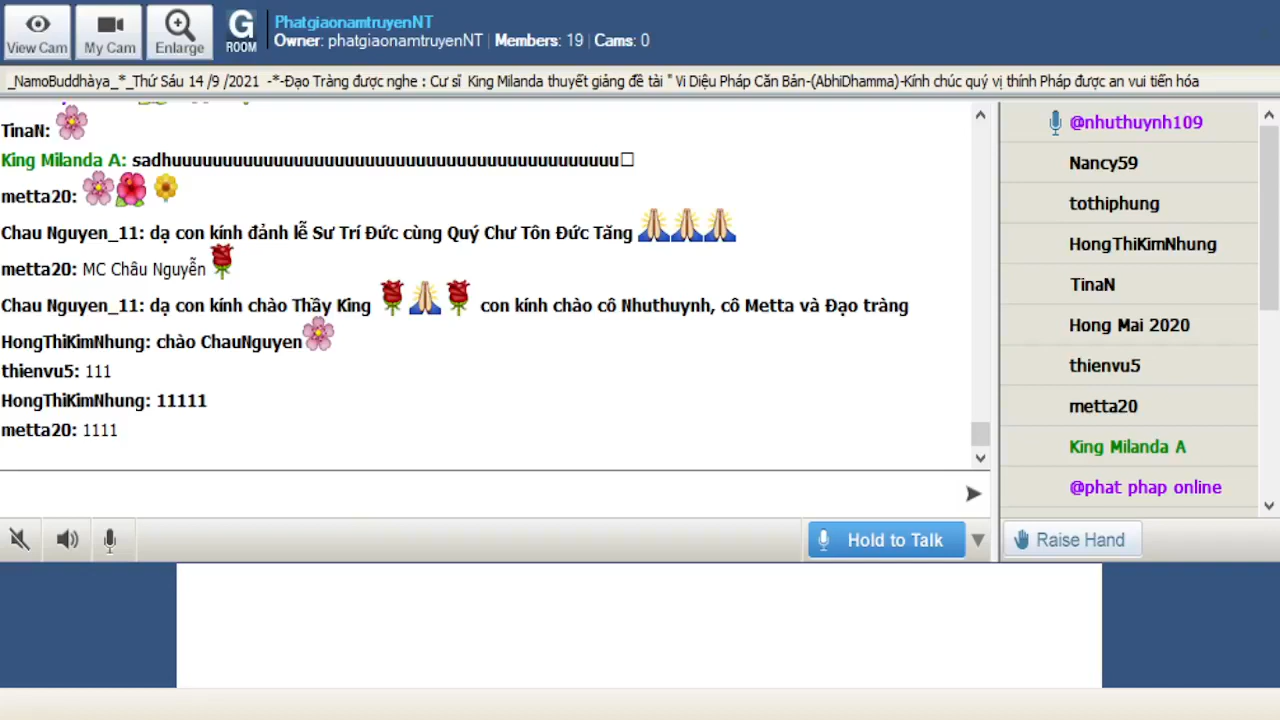 View Cam
My Cam
Enlarge
G
ROOM
PhatgiaonamtruyenNT
Owner: phatgiaonamtruyenNT | Members: 19 | Cams: 0
_NamoBuddhàya_*_Thứ Sáu 14 /9 /2021 -*-Đạo Tràng được nghe : Cư sĩ King Milanda thuyết giảng đề tài " Vi Diệu Pháp Căn Bản-(AbhiDhamma)-Kính chúc quý vị thính Pháp được an vui tiến hóa
TinaN:
King Milanda A: sadhuuuuuuuuuuuuuuuuuuuuuuuuuuuuuuuuuuuuuuuuuuuu
metta20:
Chau Nguyen_11: dạ con kính đảnh lễ Sư Trí Đức cùng Quý Chư Tôn Đức Tăng 🙏🙏🙏
metta20: MC Châu Nguyễn 🌹
Chau Nguyen_11: dạ con kính chào Thầy King 🌹🙏🌹 con kính chào cô Nhuthuynh, cô Metta và Đạo tràng
HongThiKimNhung: chào ChauNguyen🌸
thienvu5: 111
HongThiKimNhung: 11111
metta20: 1111
@nhuthuynh109
Nancy59
tothiphung
HongThiKimNhung
TinaN
Hong Mai 2020
thienvu5
metta20
King Milanda A
@phat phap online
Hold to Talk
Raise Hand